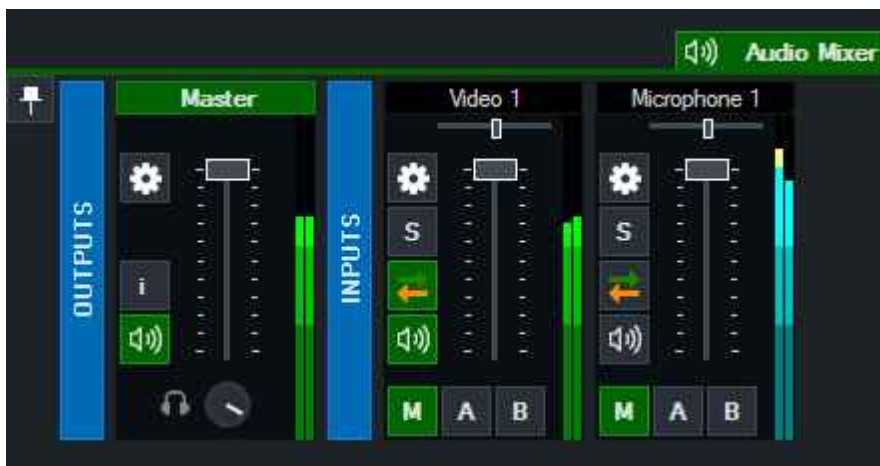 Audio Mixer
OUTPUTS
Master
i
INPUTS
Video 1
S
M A B
Microphone 1
S
M A B